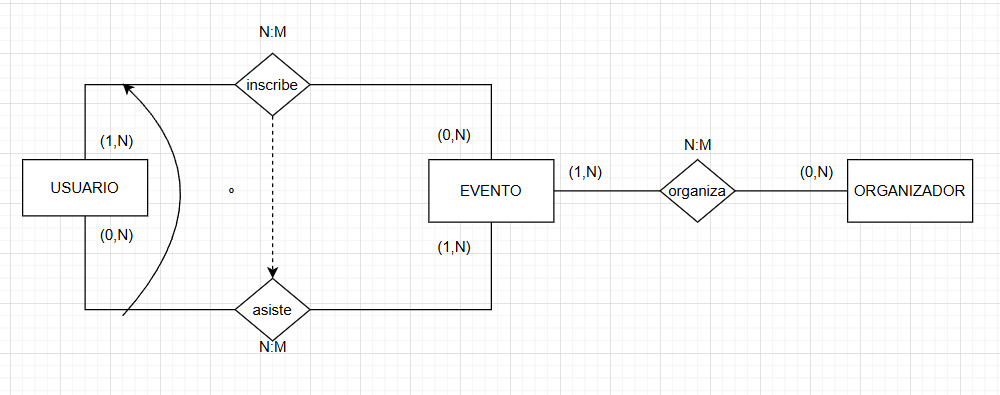 N:M
inscribe
(1,N)
(0,N)
N:M
USUARIO
EVENTO
(1,N)
organiza
(0,N)
ORGANIZADOR
(0,N)
(1,N)
asiste
N:M